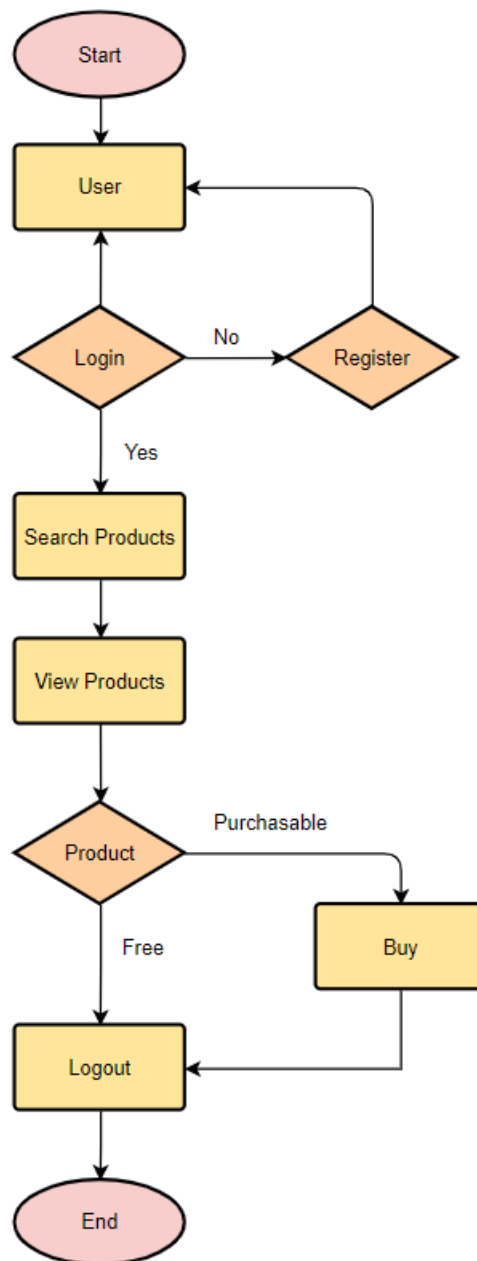 Start
User
Login
No
Register
Yes
Search Products
View Products
Product
Purchasable
Free
Buy
Logout
End